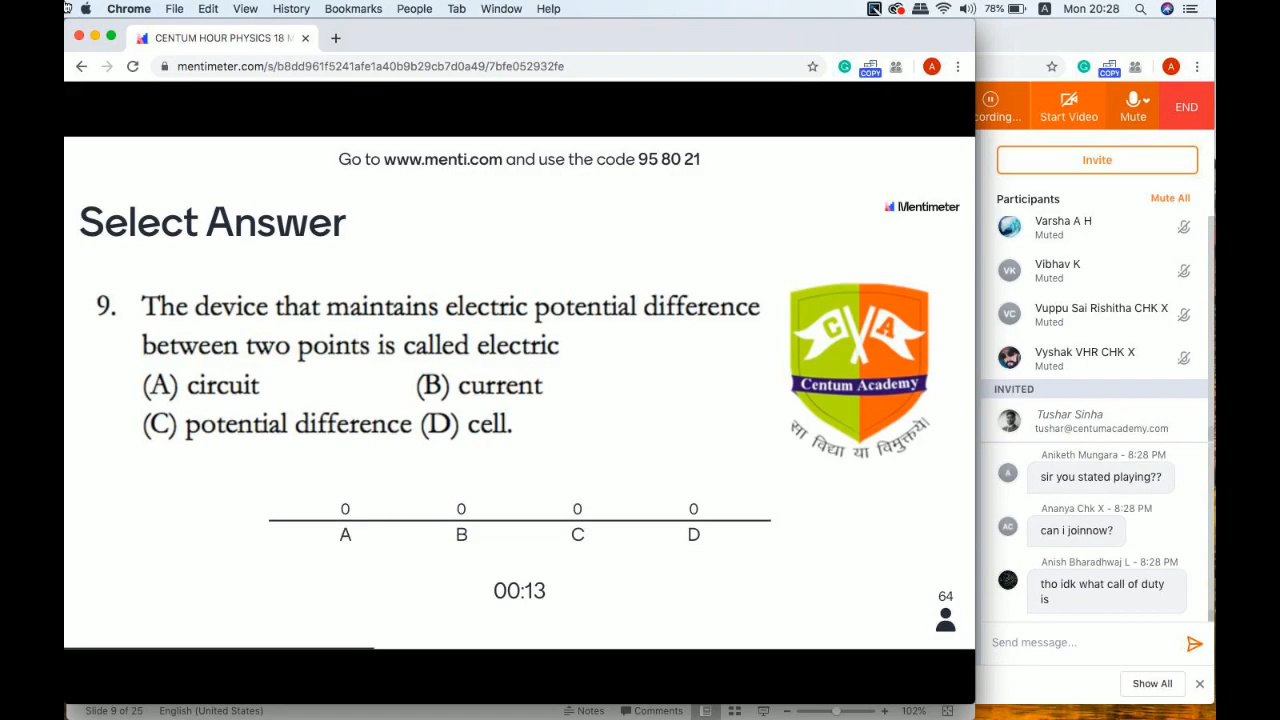 Chrome File Edit View History Bookmarks People Tab Window Help
78% A Mon 20:28
CENTUM HOUR PHYSICS 18 M
mentimeter.com/s/b8dd961f5241afe1a40b9b29cb7d0a49/7bfe052932fe
COPY A
COPY A
cording... Start Video Mute END
Go to www.menti.com and use the code 95 80 21
Mentimeter
Select Answer
9. The device that maintains electric potential difference
between two points is called electric
(A) circuit (B) current
(C) potential difference (D) cell.
C A
Centum Academy
सा विद्या या विमुक्तये।
0 0 0 0
A B C D
00:13
64
Invite
Participants Mute All
Varsha A H
Muted
VK Vibhav K
Muted
VC Vuppu Sai Rishitha CHK X
Muted
Vyshak VHR CHK X
Muted
INVITED
Tushar Sinha
tushar@centumacademy.com
Aniketh Mungara - 8:28 PM
A sir you stated playing??
Ananya Chk X - 8:28 PM
AC can i joinnow?
Anish Bharadhwaj L - 8:28 PM
tho idk what call of duty
is
Send message...
Show All
Slide 9 of 25 English (United States) Notes Comments 102%